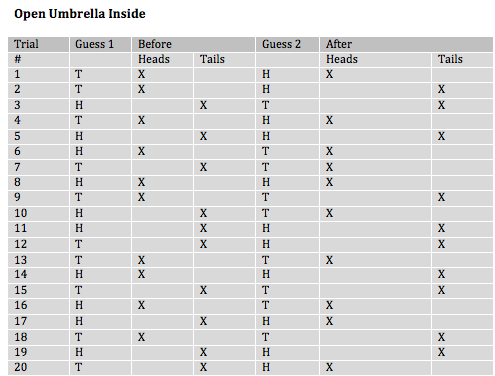 Open Umbrella Inside
Trial Guess 1 Before Guess 2 After
# Heads Tails Heads Tails
1 T X H X
2 T X H X
3 H X T X
4 T X H X
5 H X H X
6 H X T X
7 T X T X
8 H X H X
9 T X T X
10 H X T X
11 H X H X
12 T X H X
13 T X T X
14 H X H X
15 T X T X
16 H X T X
17 H X H X
18 T X T X
19 H X H X
20 T X H X